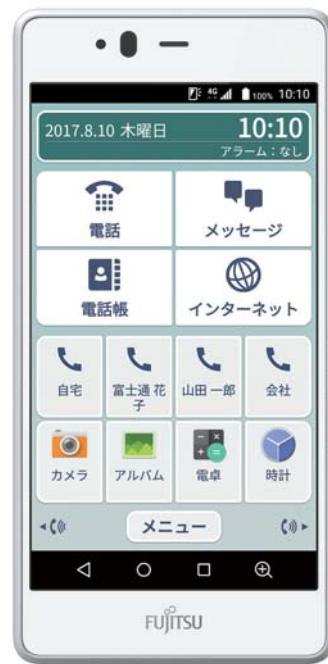 4G 100% 10:10
2017.8.10 木曜日 10:10
アラーム：なし
電話 メッセージ
電話帳 インターネット
自宅 富士通 花子 山田 一郎 会社
カメラ アルバム 電卓 時計
メニュー
FUJITSU